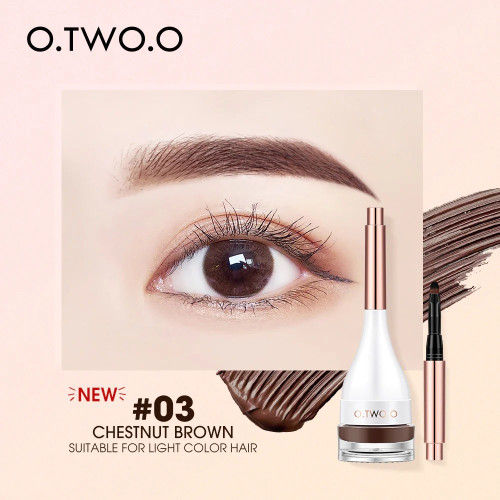 O.TWO.O
O.TWO.O
NEW
#03
CHESTNUT BROWN
SUITABLE FOR LIGHT COLOR HAIR